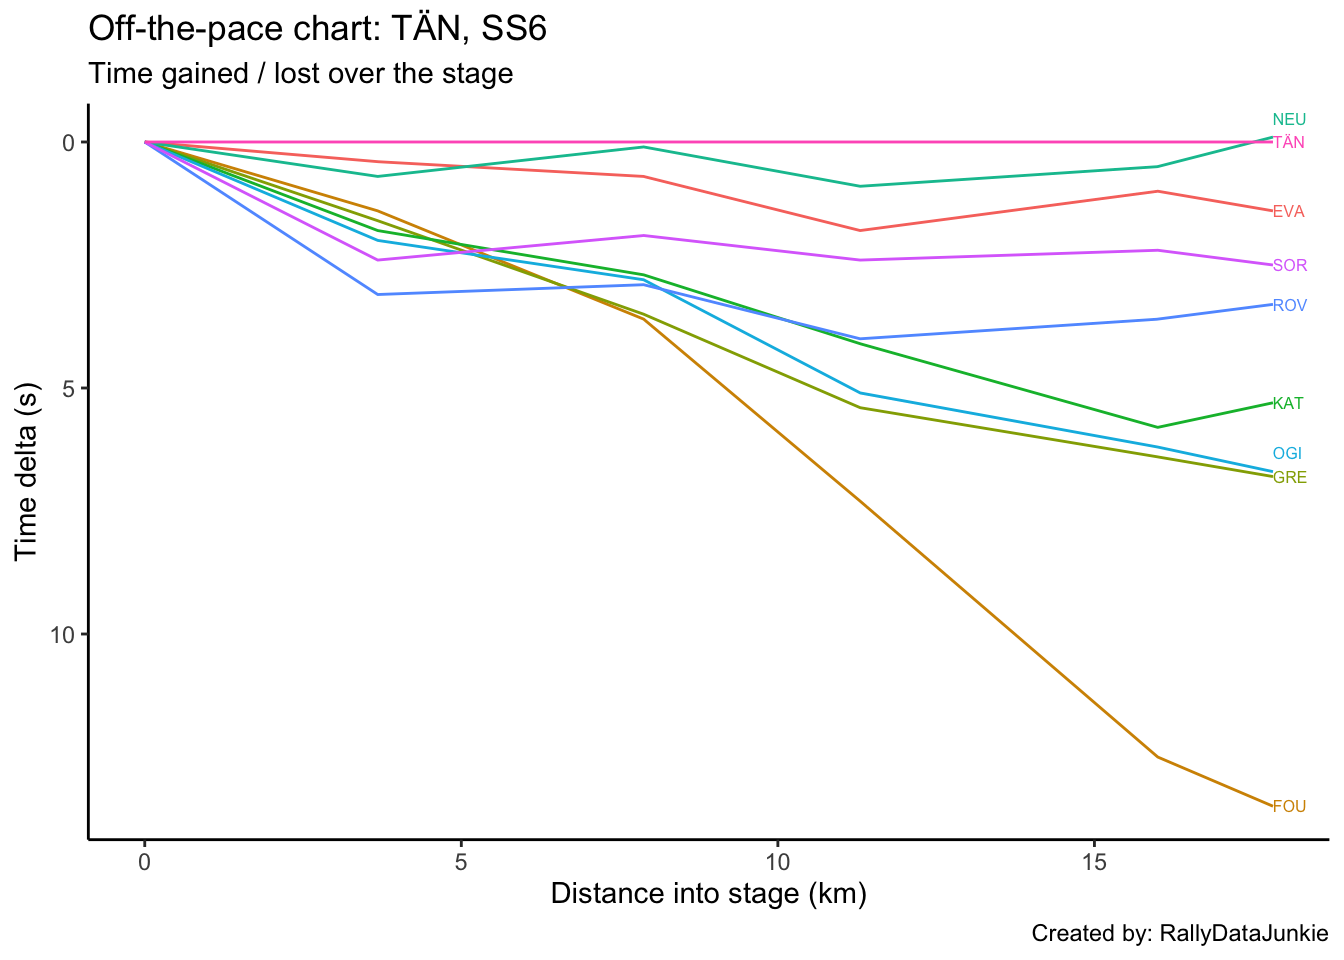 Off-the-pace chart: TÄN, SS6
Time gained / lost over the stage
NEU
0
TÄN
EVA
SOR
ROV
5
KAT
OGI
GRE
10
FOU
Time delta (s)
0 5 10 15
Distance into stage (km)
Created by: RallyDataJunkie